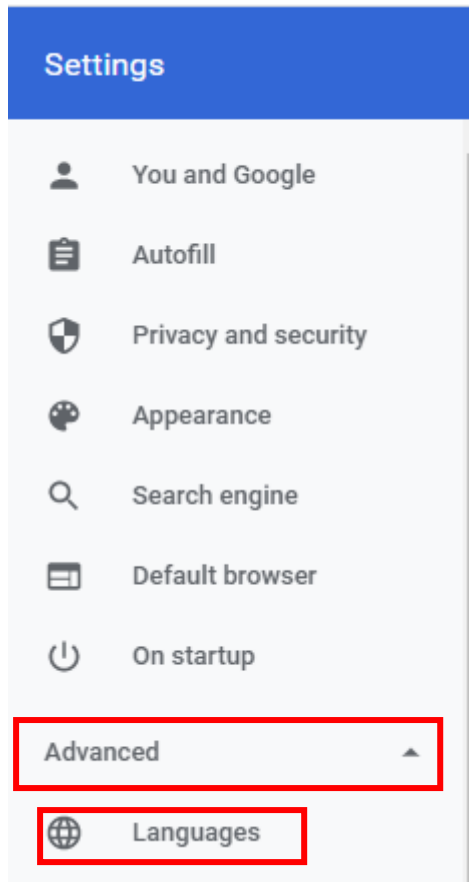 Settings
You and Google
Autofill
Privacy and security
Appearance
Search engine
Default browser
On startup
Advanced
Languages